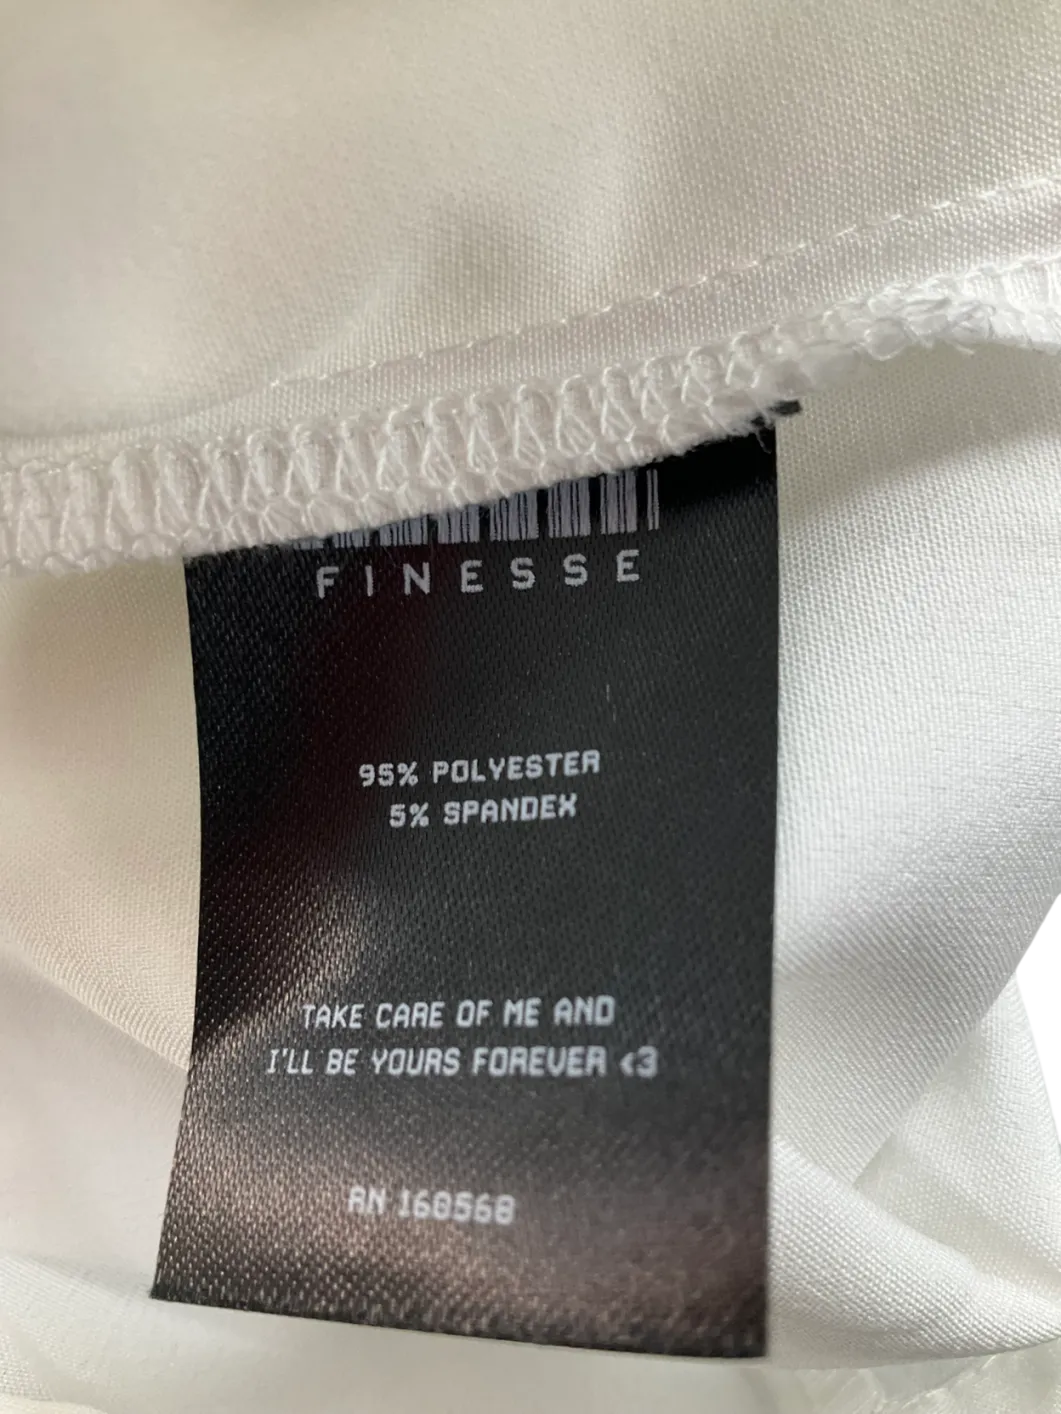 FINESSE
95% POLYESTER
5% SPANDEX
TAKE CARE OF ME AND
I'LL BE YOURS FOREVER <3
RN 160568